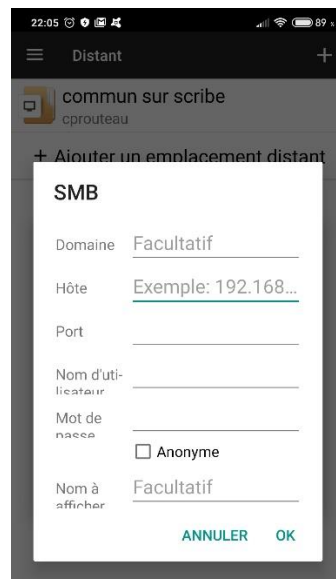 22:05 89 %
Distant
commun sur scribe
cprouteau
+ Ajouter un emplacement distant
SMB
Domaine Facultatif
Hôte Exemple: 192.168...
Port
Nom d'uti-
lisateur
Mot de
passe
Anonyme
Nom à Facultatif
afficher
ANNULER OK